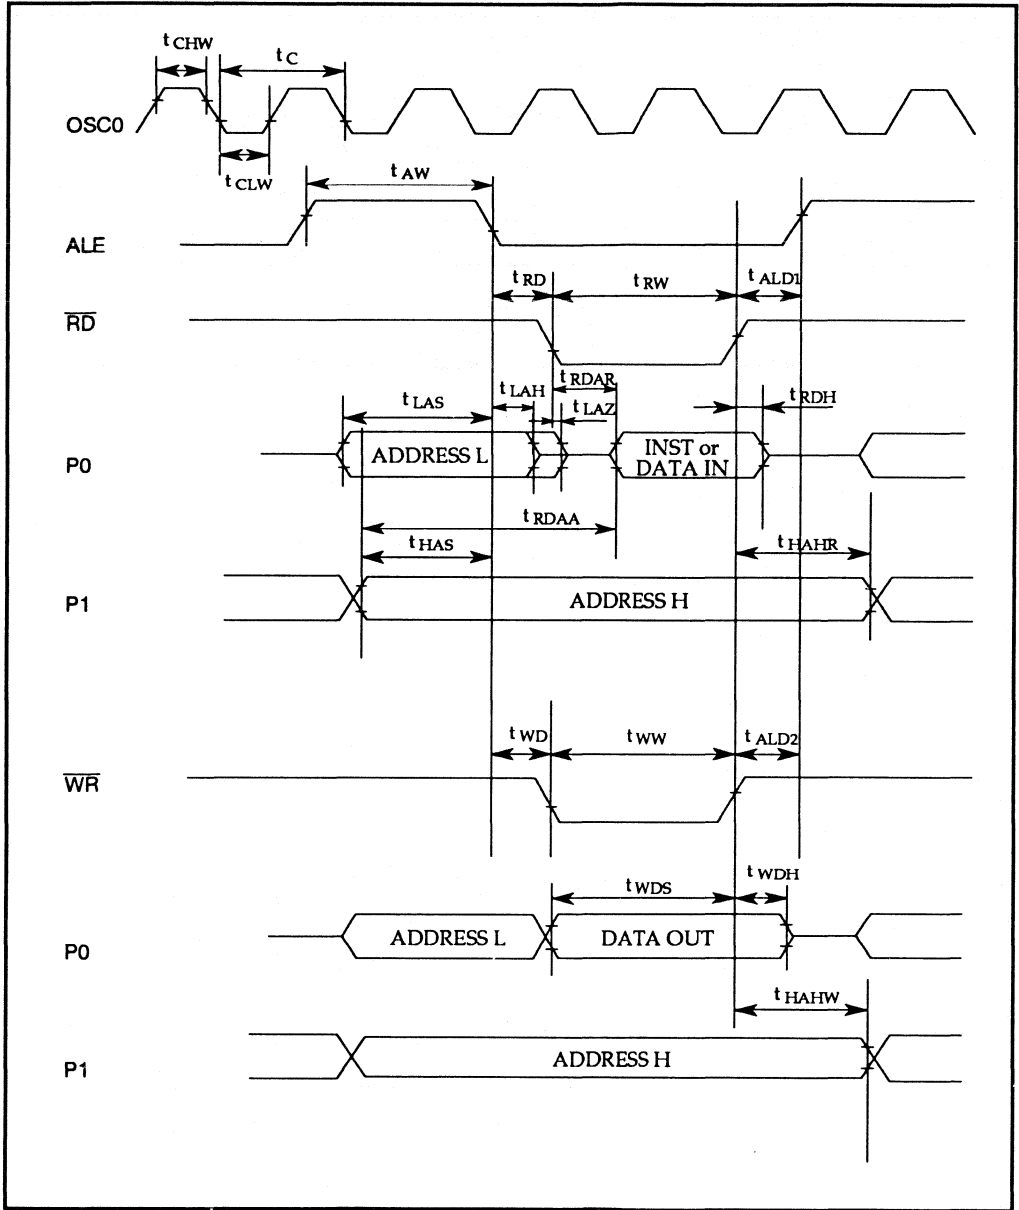 tCHW
tC
OSC0
tCLW
tAW
ALE
tRD tRW tALD1
RD
tRDAR
tLAH tRDH
tLAS tLAZ
P0 ADDRESS L INST or
DATA IN
tRDAA
tHAS tHAHR
P1 ADDRESS H
tWD tWW tALD2
WR
tWDS tWDH
P0 ADDRESS L DATA OUT
tHAHW
P1 ADDRESS H